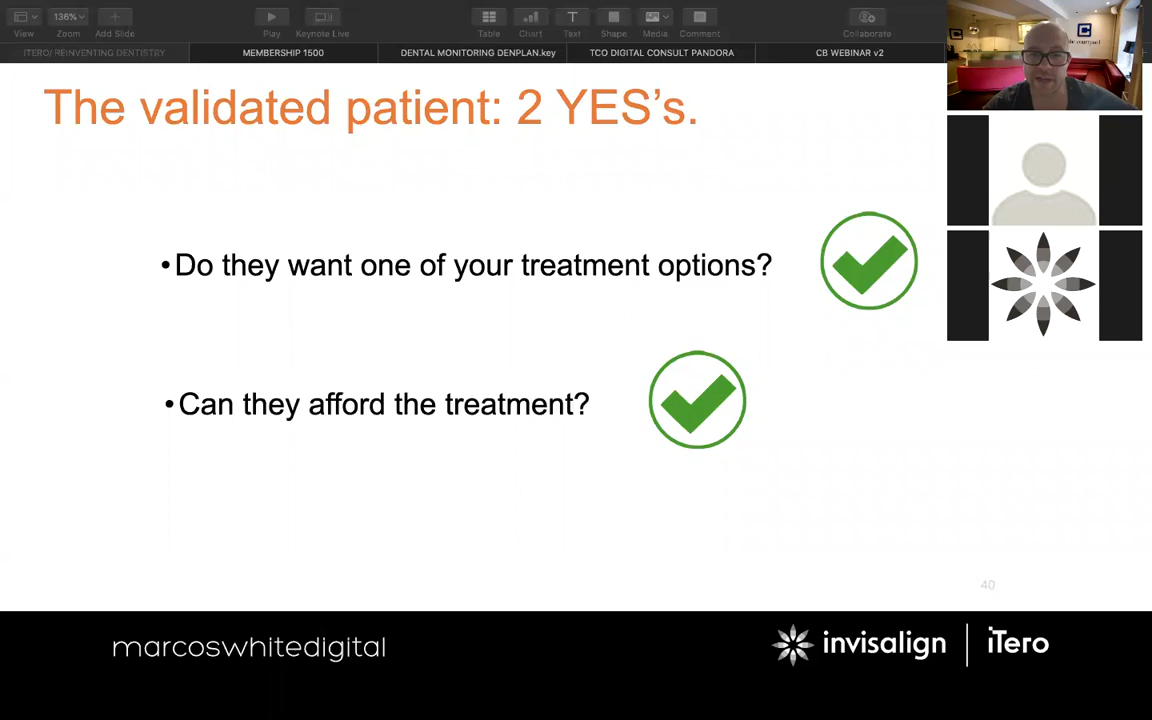 136%
View
Zoom
Add Slide
Play
Keynote Live
Table
Chart
Text
Shape
Media
Comment
Collaborate
ITERO/ REINVENTING DENTISTRY
MEMBERSHIP 1500
DENTAL MONITORING DENPLAN.key
TCO DIGITAL CONSULT PANDORA
CB WEBINAR v2
The validated patient: 2 YES’s.
•Do they want one of your treatment options?
•Can they afford the treatment?
40
marcoswhitedigital
invisalign
iTero